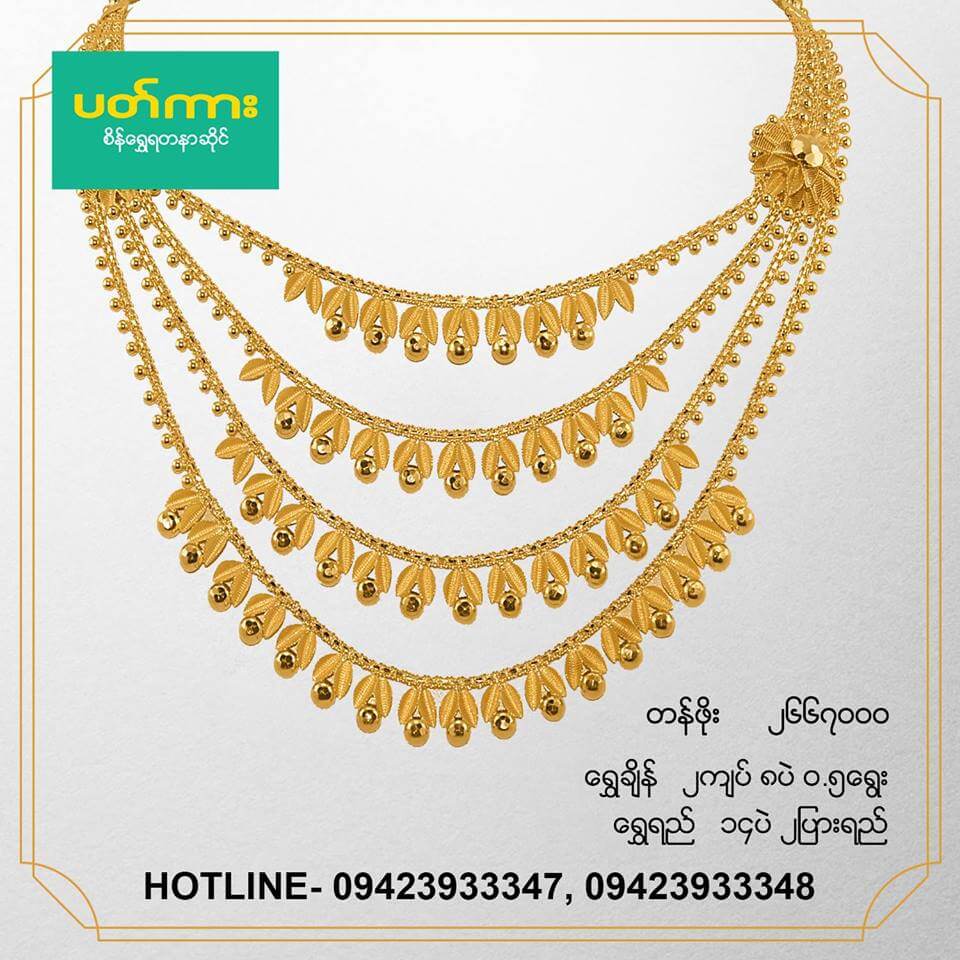 ပတ်ကား
စိန်ရွှေရတနာဆိုင်
တန်ဖိုး ၂၆၆၇၀၀၀
ရွှေချိန် ၂ကျပ် ၈ပဲ ၀.၅ရွေး
ရွှေရည် ၁၄ပဲ ၂ပြားရည်
HOTLINE- 09423933347, 09423933348